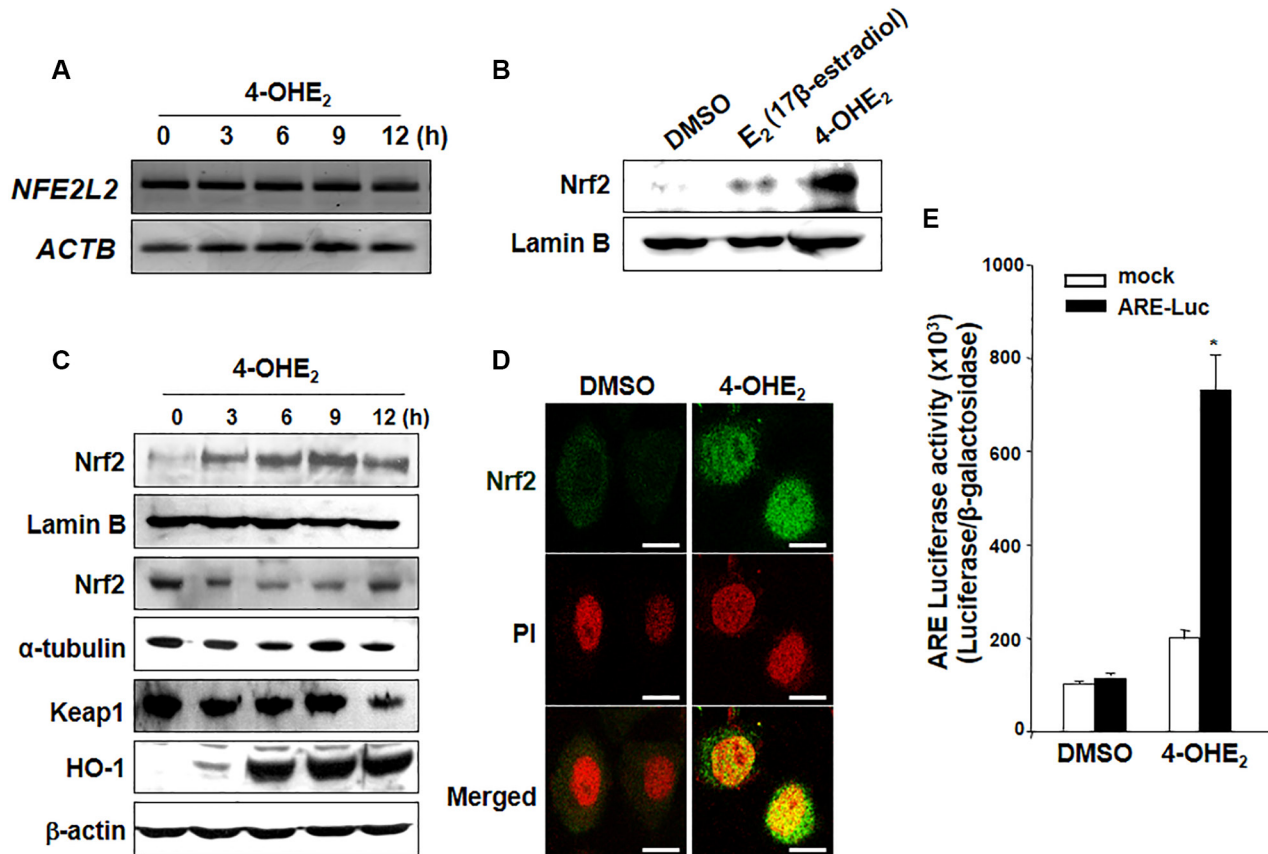 A
4-OHE₂
0 3 6 9 12 (h)
NFE2L2
ACTB
B
DMSO
E₂(17β-estradiol)
4-OHE₂
Nrf2
Lamin B
C
4-OHE₂
0 3 6 9 12 (h)
Nrf2
Lamin B
Nrf2
α-tubulin
Keap1
HO-1
β-actin
D
DMSO 4-OHE₂
Nrf2
PI
Merged
E
ARE Luciferase activity (x10³)
(Luciferase/β-galactosidase)
1000
800
600
400
200
0
mock
ARE-Luc
*
DMSO 4-OHE₂